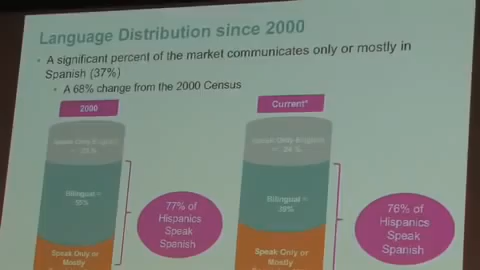 Language Distribution since 2000
• A significant percent of the market communicates only or mostly in
Spanish (37%)
• A 68% change from the 2000 Census
2000
Current*
Speak Only English
Speak Only English
Bilingual =
Bilingual =
77% of
Hispanics
Speak
Spanish
76% of
Hispanics
Speak
Spanish
Speak Only or
Mostly
Speak Only or
Mostly